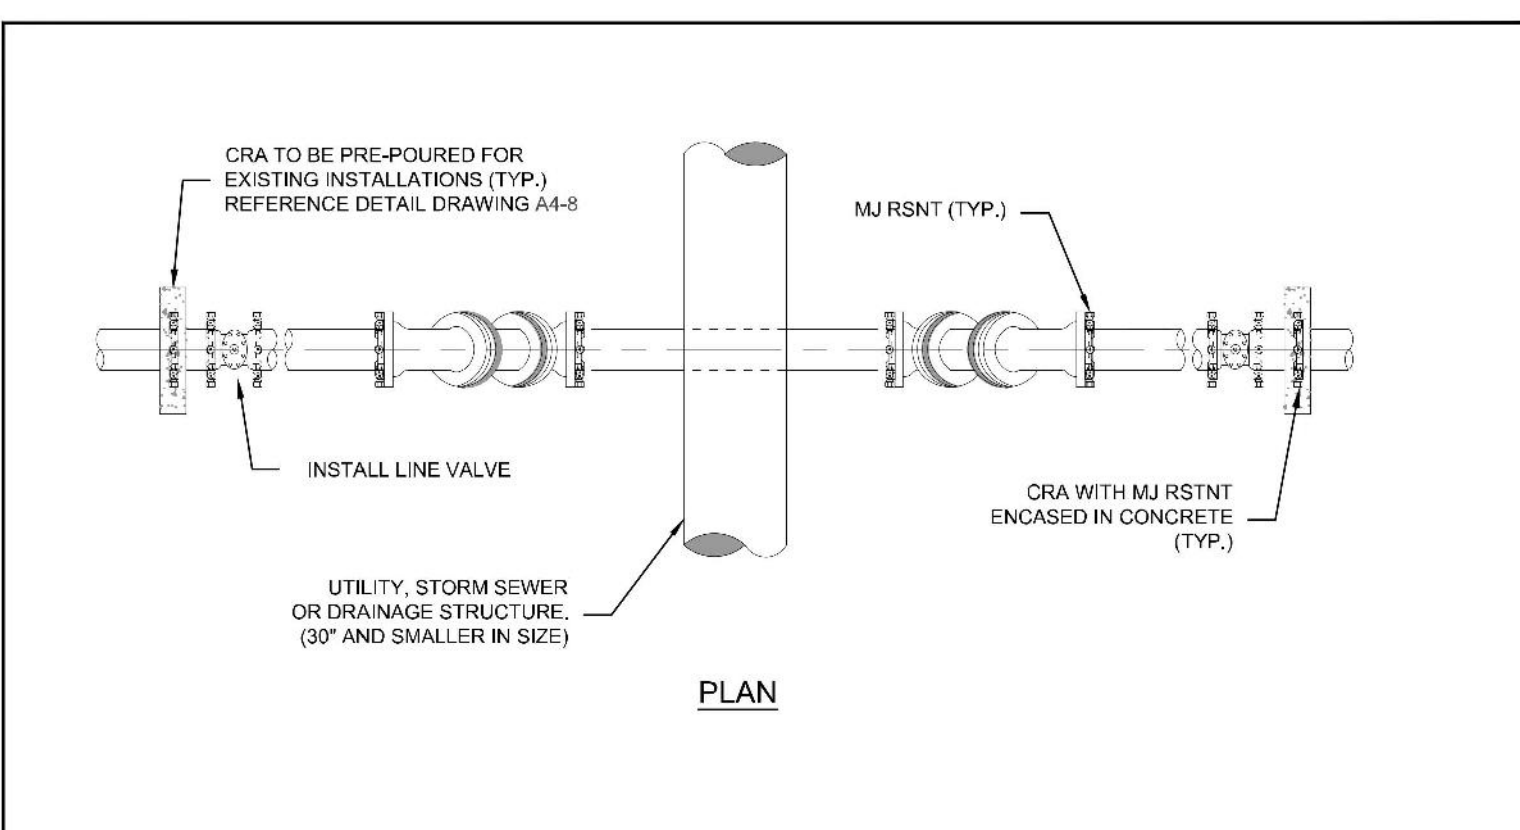 CRA TO BE PRE-POURED FOR
EXISTING INSTALLATIONS (TYP.)
REFERENCE DETAIL DRAWING A4-8
MJ RSNT (TYP.)
INSTALL LINE VALVE
CRA WITH MJ RSTNT
ENCASED IN CONCRETE
(TYP.)
UTILITY, STORM SEWER
OR DRAINAGE STRUCTURE.
(30" AND SMALLER IN SIZE)
PLAN